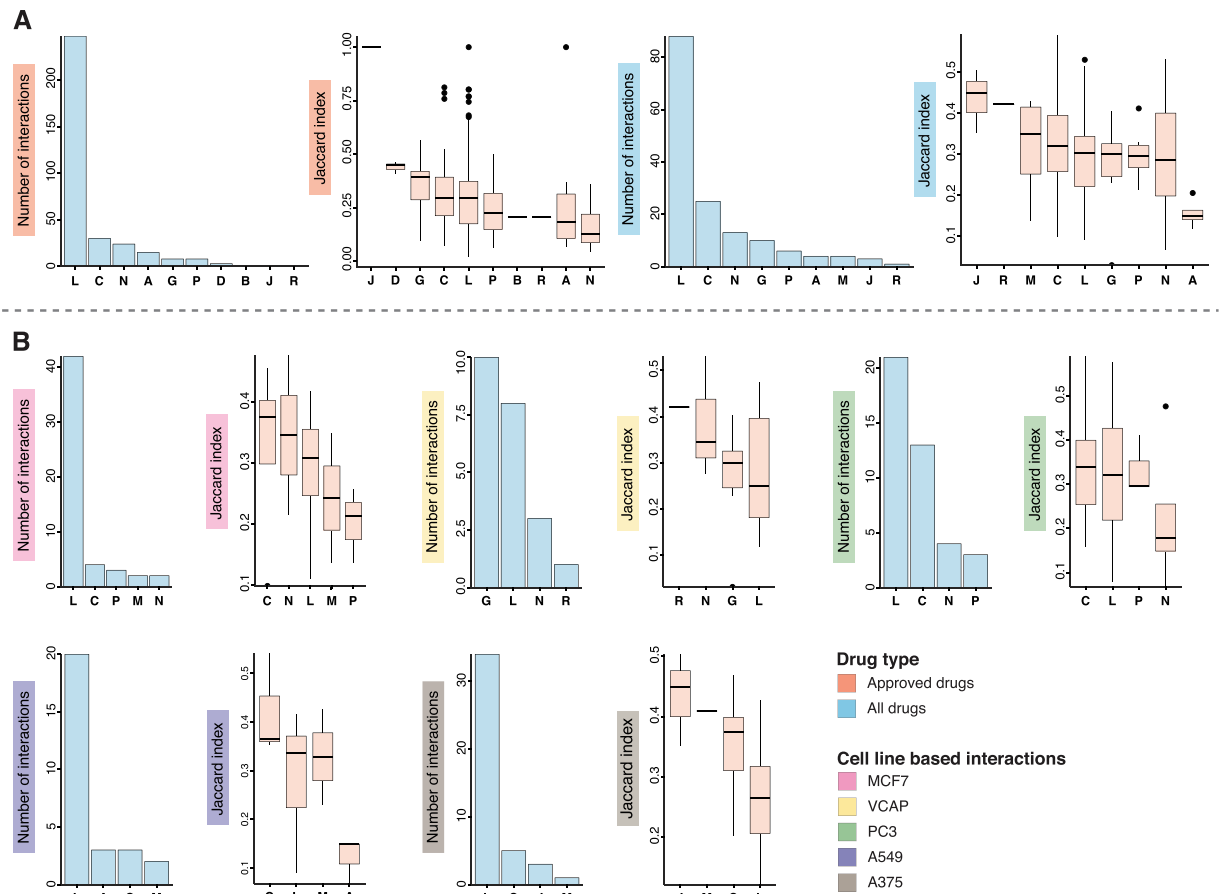 A
Number of interactions
0 50 100 150 200
L C N A G P D B J R
Jaccard index
0.00 0.25 0.50 0.75 1.00
J D G C L P B R A N
Number of interactions
0 20 40 60 80
L C N G P A M J R
Jaccard index
0.1 0.2 0.3 0.4 0.5
J R M C L G P N A
B
Number of interactions
0 10 20 30 40
L C P M N
Jaccard index
0.1 0.2 0.3 0.4
C N L M P
Number of interactions
0.0 2.5 5.0 7.5 10.0
G L N R
Jaccard index
0.1 0.2 0.3 0.4 0.5
R N G L
Number of interactions
0 5 10 15 20
L C N P
Jaccard index
0.1 0.2 0.3 0.4 0.5
C L P N
Number of interactions
0 5 10 15 20
Jaccard index
0.1 0.2 0.3 0.4 0.5
Number of interactions
0 10 20 30
Jaccard index
0.2 0.3 0.4 0.5
Drug type
Approved drugs
All drugs
Cell line based interactions
MCF7
VCAP
PC3
A549
A375